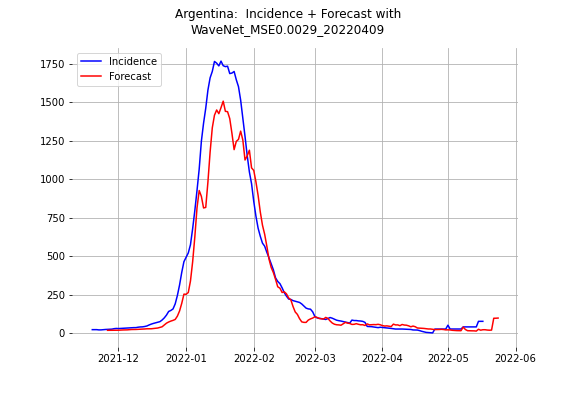 Argentina:  Incidence + Forecast with
WaveNet_MSE0.0029_20220409
Incidence
Forecast
1750
1500
1250
1000
750
500
250
0
2021-12 2022-01 2022-02 2022-03 2022-04 2022-05 2022-06